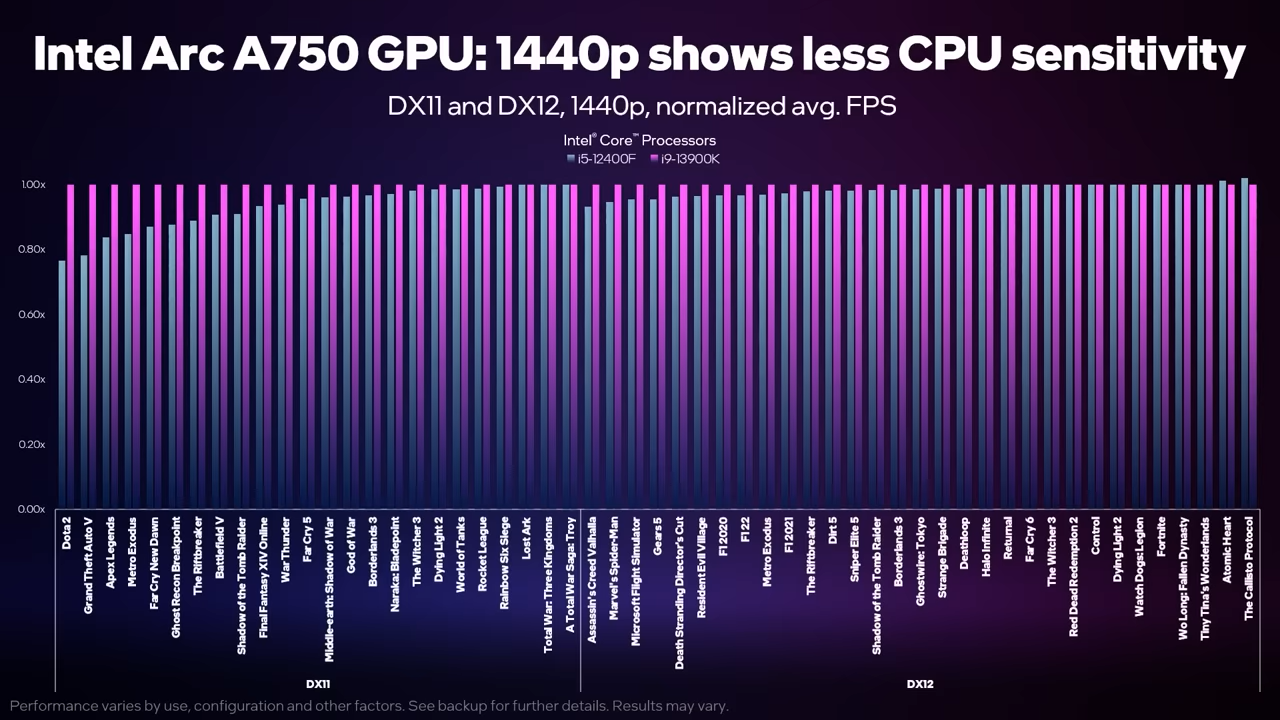 Intel Arc A750 GPU: 1440p shows less CPU sensitivity
DX11 and DX12, 1440p, normalized avg. FPS
Intel® Core™ Processors
i5-12400F i9-13900K
1.00x
0.80x
0.60x
0.40x
0.20x
0.00x
Dota 2
Grand Theft Auto V
Apex Legends
Metro Exodus
Far Cry New Dawn
Ghost Recon Breakpoint
The Riftbreaker
Battlefield V
Shadow of the Tomb Raider
Final Fantasy XIV Online
War Thunder
Far Cry 5
Middle-earth: Shadow of War
God of War
Borderlands 3
Naraka: Bladepoint
The Witcher 3
Dying Light 2
World of Tanks
Rocket League
Rainbow Six Siege
Lost Ark
Total War: Three Kingdoms
A Total War Saga: Troy
Assassin's Creed Valhalla
Marvel's Spider-Man
Microsoft Flight Simulator
Gears 5
Death Stranding Director's Cut
Resident Evil Village
F1 2020
F1 22
Metro Exodus
F1 2021
The Riftbreaker
Dirt 5
Sniper Elite 5
Shadow of the Tomb Raider
Borderlands 3
Ghostwire: Tokyo
Strange Brigade
Deathloop
Halo Infinite
Returnal
Far Cry 6
The Witcher 3
Red Dead Redemption 2
Control
Dying Light 2
Watch Dogs: Legion
Fortnite
Wo Long: Fallen Dynasty
Tiny Tina's Wonderlands
Atomic Heart
The Callisto Protocol
DX11
DX12
Performance varies by use, configuration and other factors. See backup for further details. Results may vary.